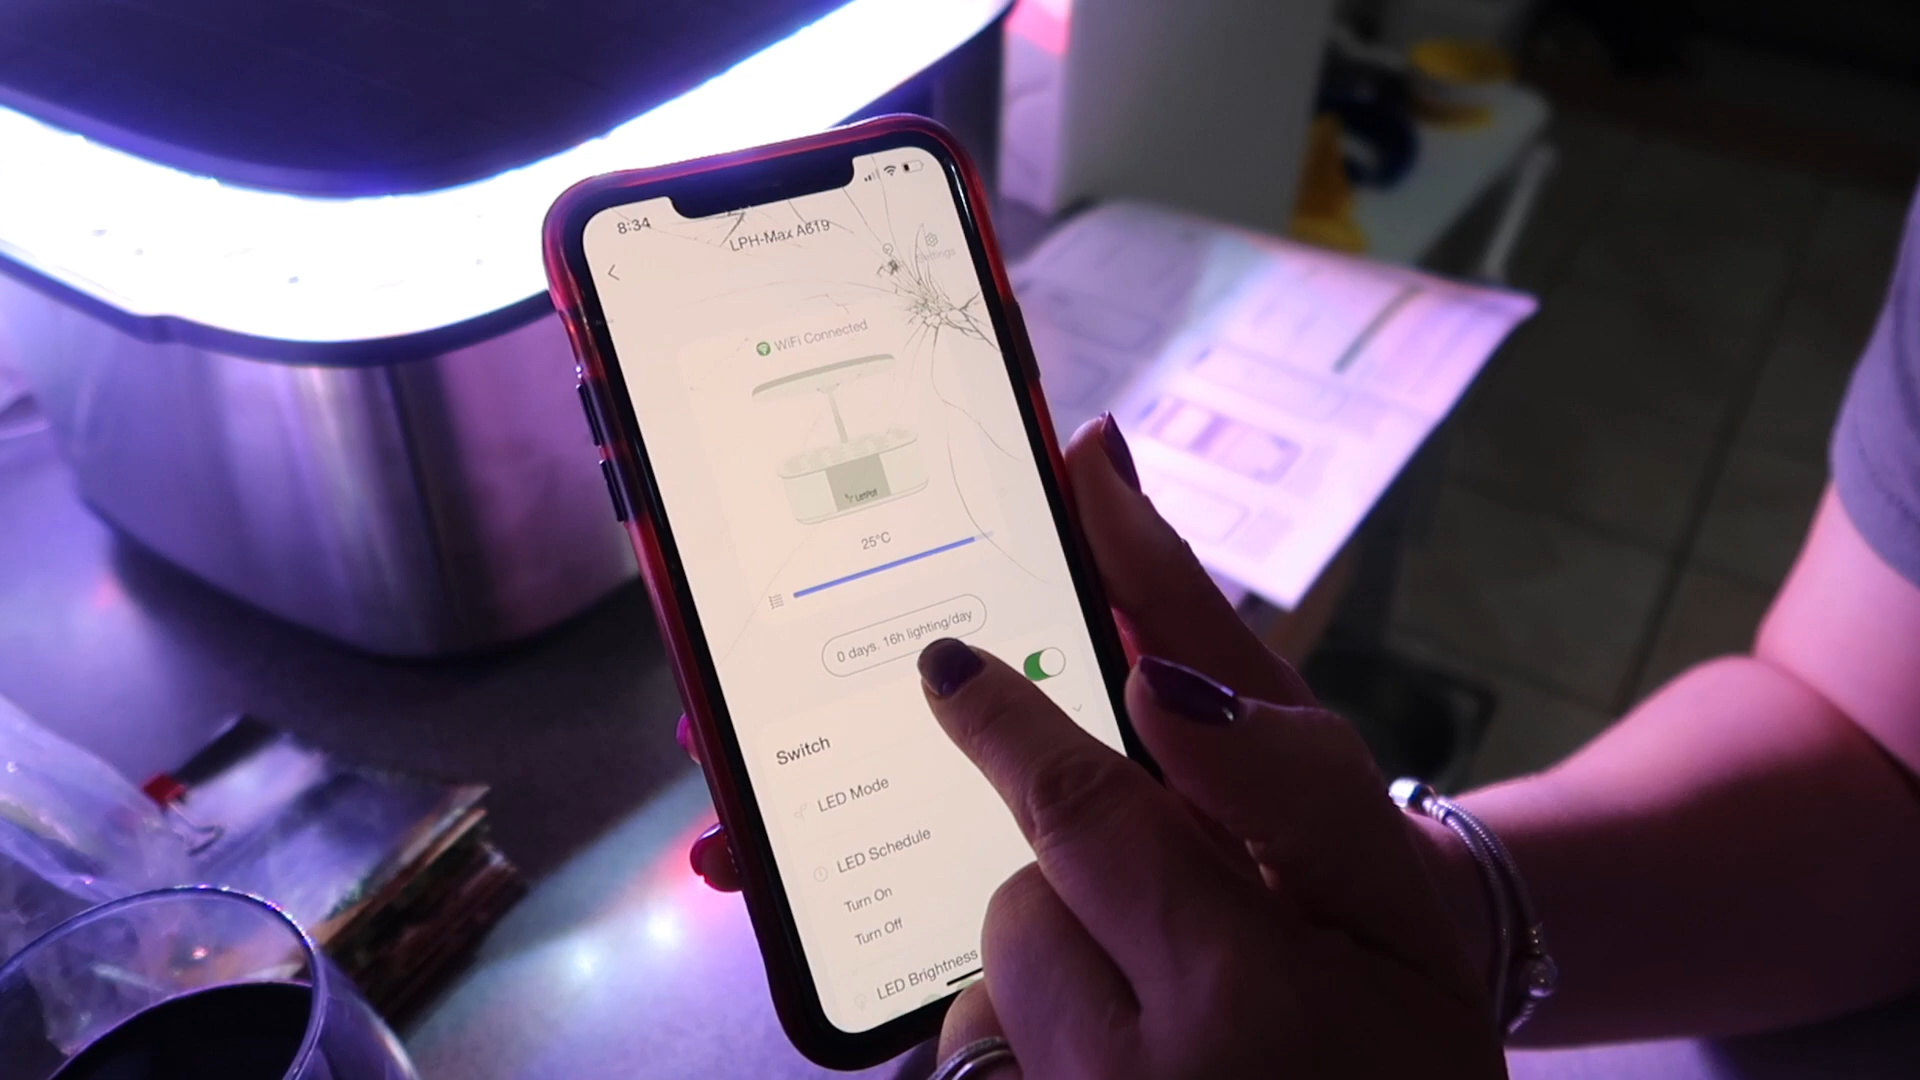 8:34
LPH-Max A619
WiFi Connected
LetPot
25°C
0 days. 16h lighting/day
Switch
LED Mode
LED Schedule
Turn On
Turn Off
LED Brightness